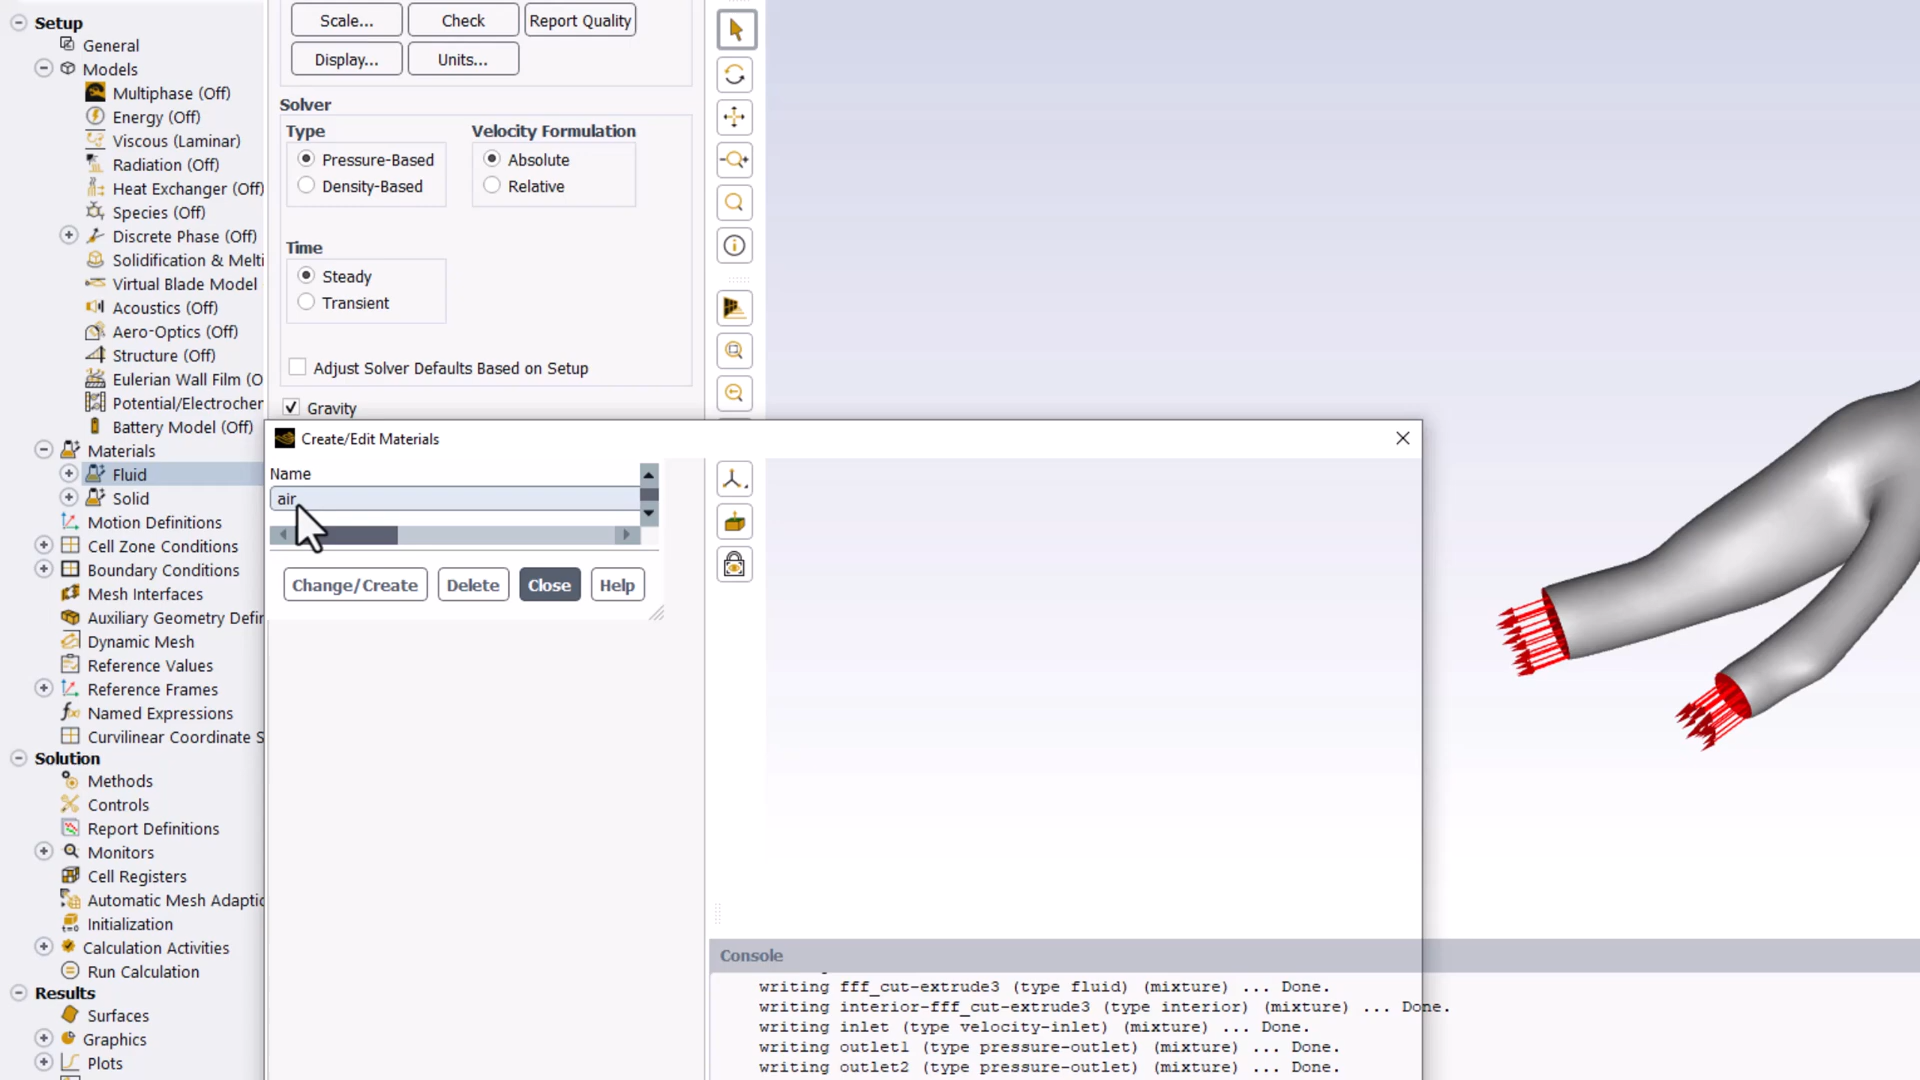 Setup
General
Models
Multiphase (Off)
Energy (Off)
Viscous (Laminar)
Radiation (Off)
Heat Exchanger (Off)
Species (Off)
Discrete Phase (Off)
Solidification & Melti
Virtual Blade Model
Acoustics (Off)
Aero-Optics (Off)
Structure (Off)
Eulerian Wall Film (O
Potential/Electrocher
Battery Model (Off)
Materials
Fluid
Solid
Motion Definitions
Cell Zone Conditions
Boundary Conditions
Mesh Interfaces
Auxiliary Geometry Defir
Dynamic Mesh
Reference Values
Reference Frames
Named Expressions
Curvilinear Coordinate S
Solution
Methods
Controls
Report Definitions
Monitors
Cell Registers
Automatic Mesh Adaptic
Initialization
Calculation Activities
Run Calculation
Results
Surfaces
Graphics
Plots
Scale... Check Report Quality
Display... Units...
Solver
Type Velocity Formulation
Pressure-Based Absolute
Density-Based Relative
Time
Steady
Transient
Adjust Solver Defaults Based on Setup
Gravity
Create/Edit Materials
Name
air
Change/Create Delete Close Help
Console
writing fff_cut-extrude3 (type fluid) (mixture) ... Done.
writing interior-fff_cut-extrude3 (type interior) (mixture) ... Done.
writing inlet (type velocity-inlet) (mixture) ... Done.
writing outlet1 (type pressure-outlet) (mixture) ... Done.
writing outlet2 (type pressure-outlet) (mixture) ... Done.